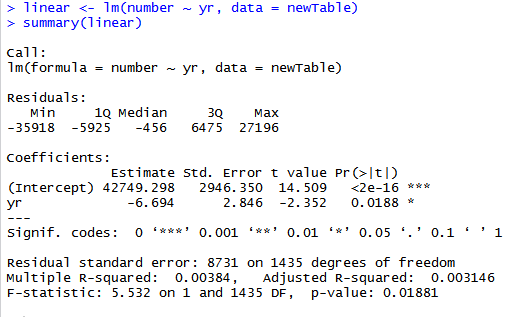 > linear <- lm(number ~ yr, data = newTable)
> summary(linear)
Call:
lm(formula = number ~ yr, data = newTable)
Residuals:
Min 1Q Median 3Q Max
-35918 -5925 -456 6475 27196
Coefficients:
Estimate Std. Error t value Pr(>|t|)
(Intercept) 42749.298 2946.350 14.509 <2e-16 ***
yr -6.694 2.846 -2.352 0.0188 *
---
Signif. codes: 0 ‘***’ 0.001 ‘**’ 0.01 ‘*’ 0.05 ‘.’ 0.1 ‘ ’ 1
Residual standard error: 8731 on 1435 degrees of freedom
Multiple R-squared: 0.00384, Adjusted R-squared: 0.003146
F-statistic: 5.532 on 1 and 1435 DF, p-value: 0.01881